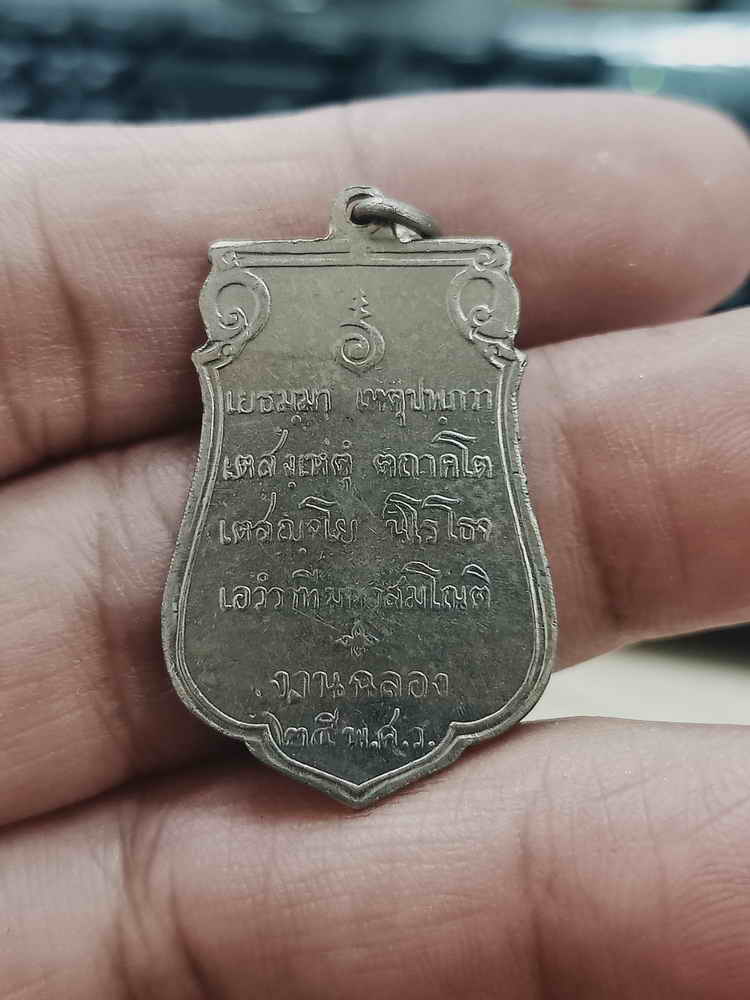 เยธมฺมา เหตุปฺปภวา
เตสํ เหตุํ ตถาคโต
เตสญฺจโย นิโรโธจ
เอวํวาที มหาสมโณติ
งานฉลอง
๒๕ พ.ศ.ว.